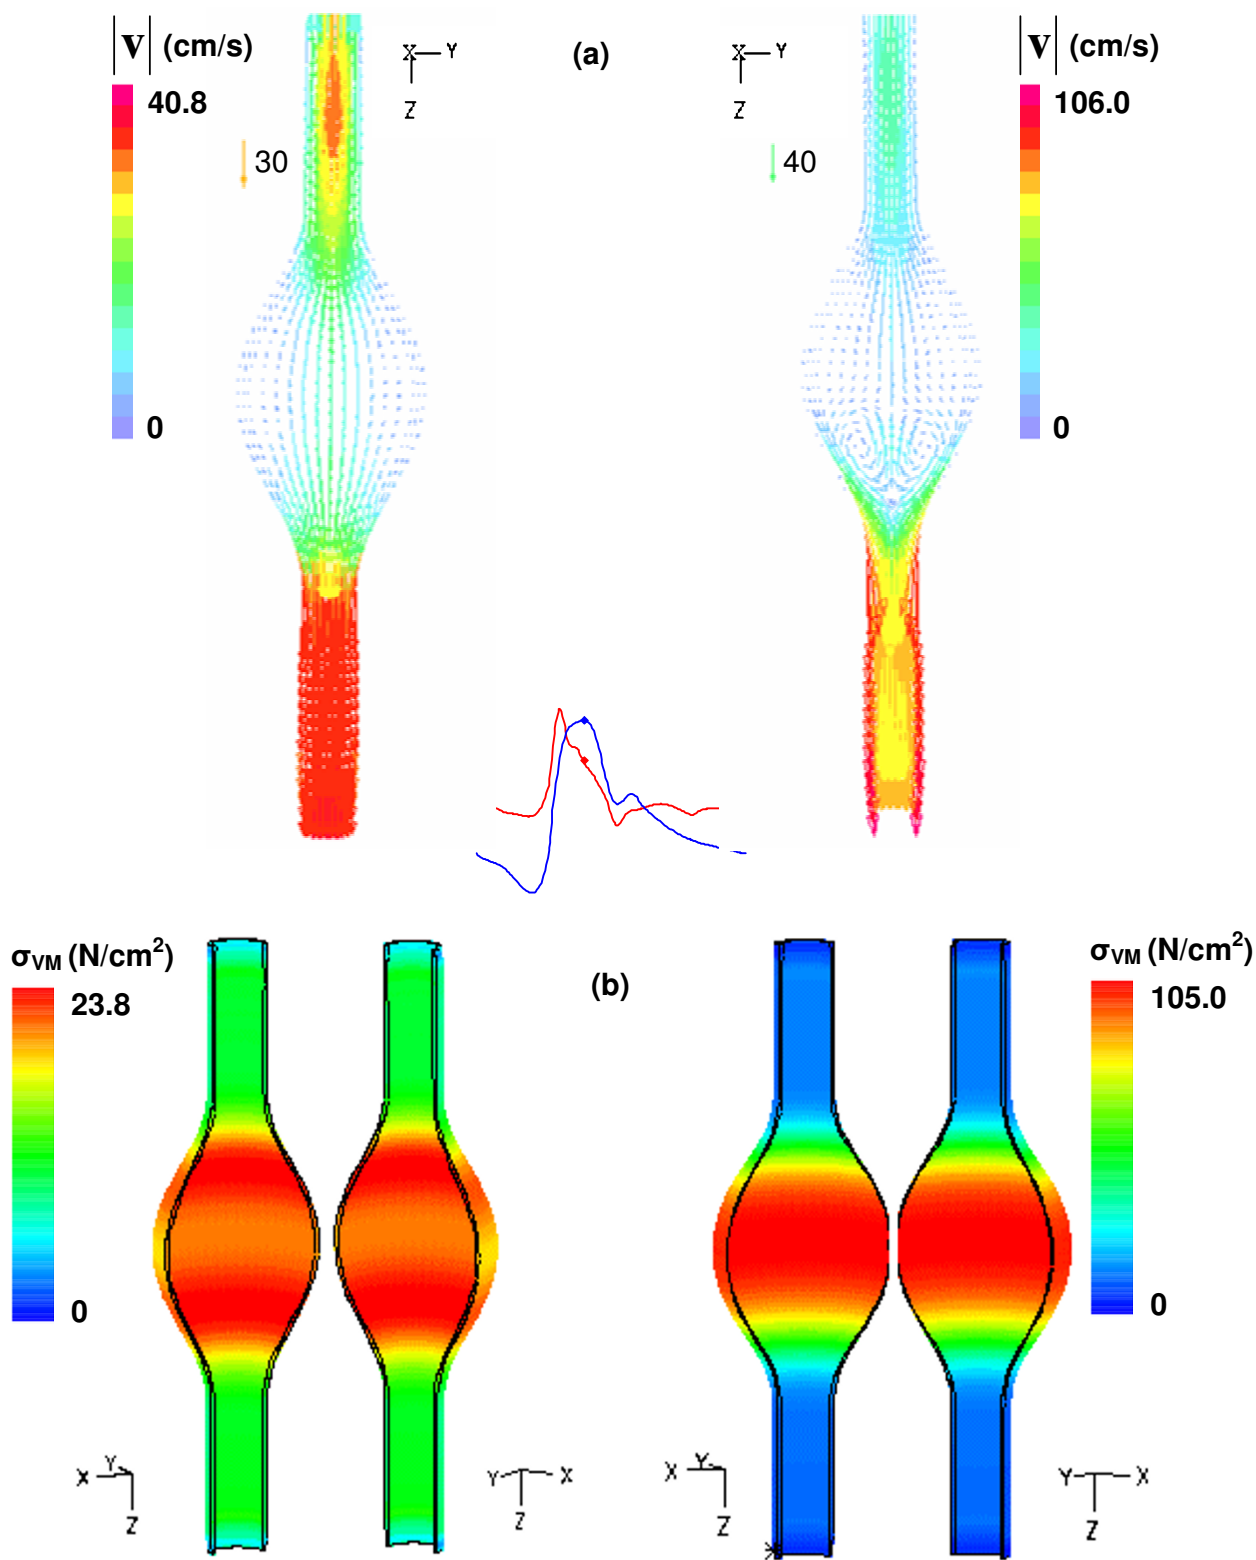 |v| (cm/s)
40.8
0
30
X Y
Z
(a)
X Y
Z
40
|v| (cm/s)
106.0
0
σVM (N/cm²)
23.8
0
(b)
σVM (N/cm²)
105.0
0
X Y
Z
Y X
Z
X Y
Z
Y X
Z